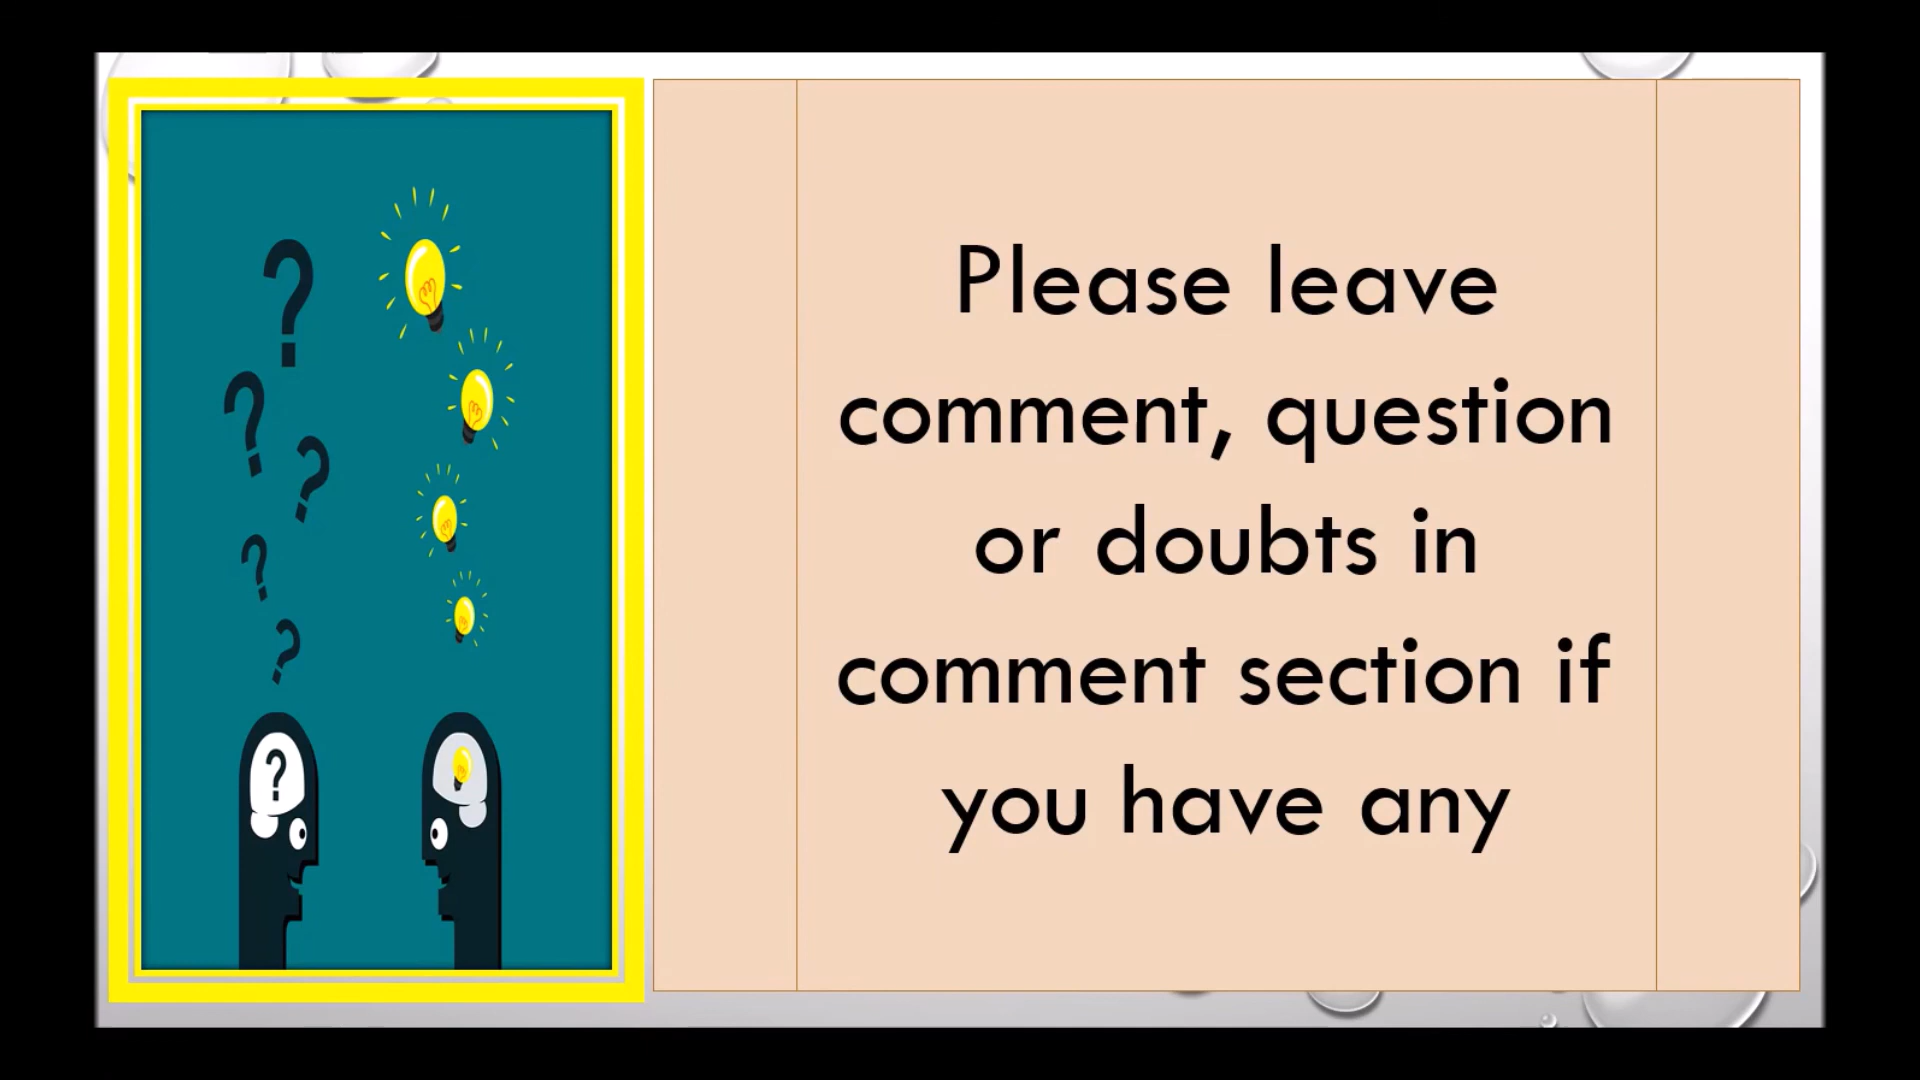 Please leave
comment, question
or doubts in
comment section if
you have any